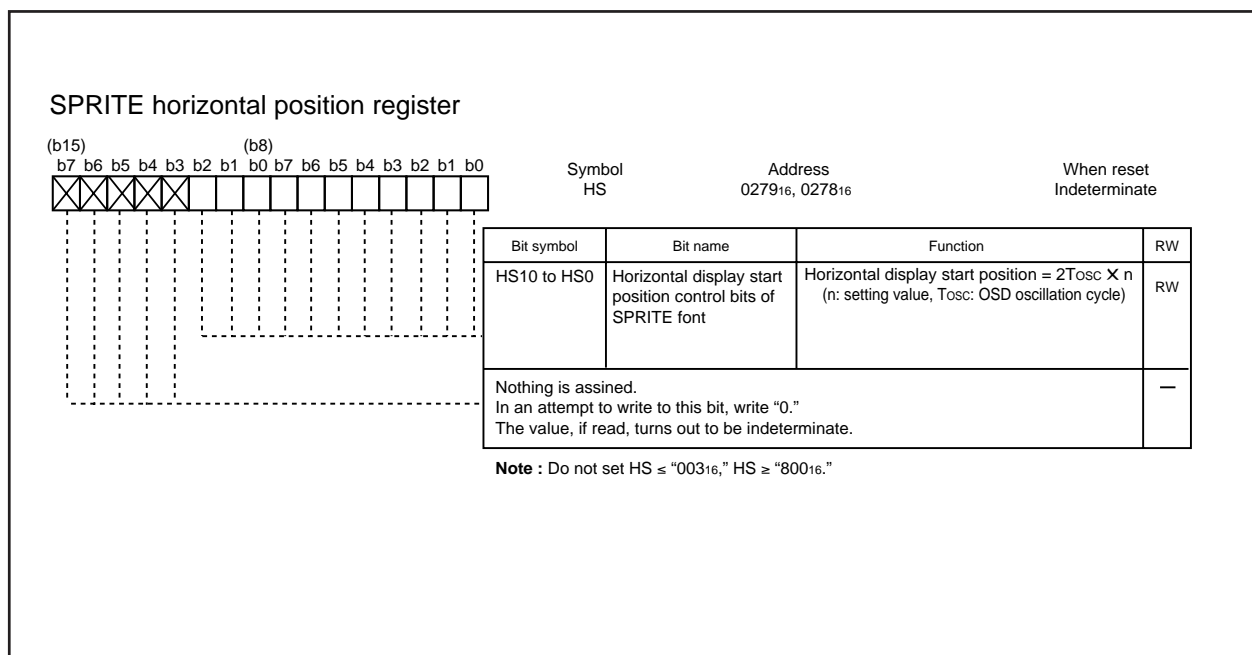 SPRITE horizontal position register
(b15) (b8)
b7 b6 b5 b4 b3 b2 b1 b0 b7 b6 b5 b4 b3 b2 b1 b0
Symbol Address When reset
HS 027916, 027816 Indeterminate
Bit symbol Bit name Function RW
HS10 to HS0 Horizontal display start Horizontal display start position = 2Tosc X n
position control bits of (n: setting value, Tosc: OSD oscillation cycle) RW
SPRITE font
Nothing is assined. —
In an attempt to write to this bit, write “0.”
The value, if read, turns out to be indeterminate.
Note : Do not set HS ≤ “00316,” HS ≥ “80016.”